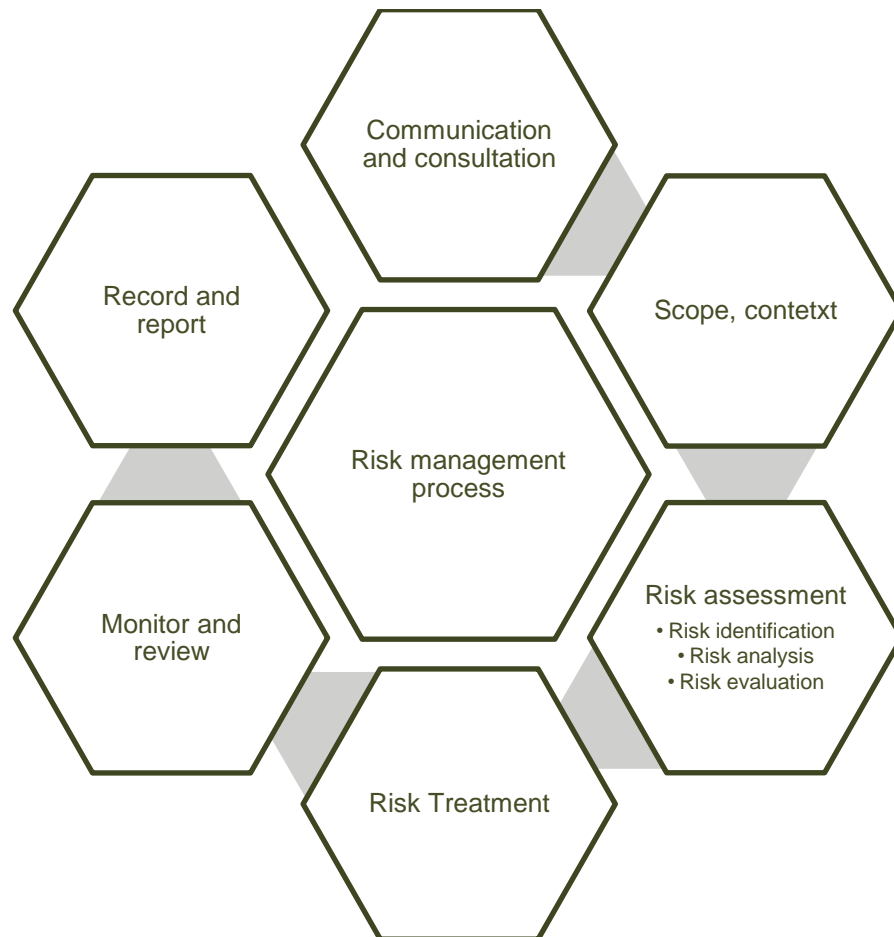 Communication
and consultation
Record and
report
Scope, contetxt
Risk management
process
Risk assessment
• Risk identification
• Risk analysis
• Risk evaluation
Monitor and
review
Risk Treatment